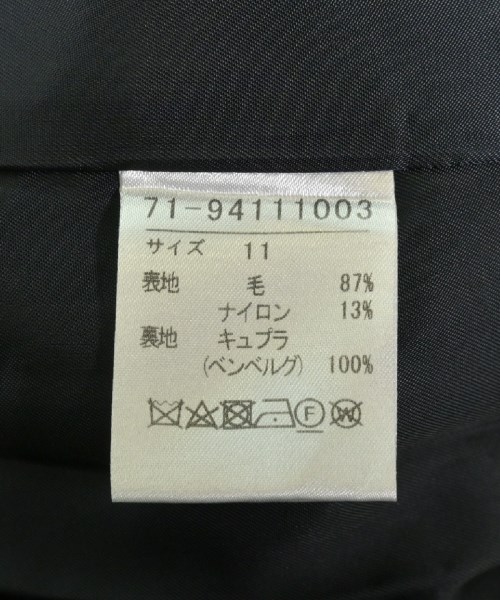 71-94111003
サイズ 11
表地 毛 87%
ナイロン 13%
裏地 キュプラ
(ベンベルグ) 100%
F W